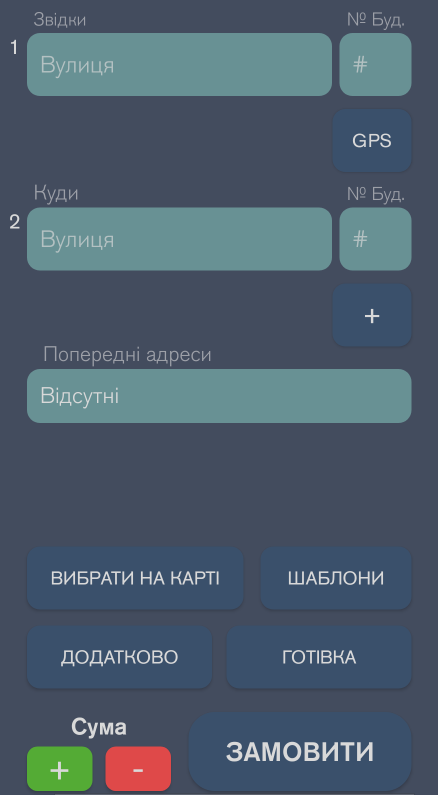 Звідки № Буд.
1 Вулиця #
GPS
Куди № Буд.
2 Вулиця #
+
Попередні адреси
Відсутні
ВИБРАТИ НА КАРТІ ШАБЛОНИ
ДОДАТКОВО ГОТІВКА
Сума
+ - ЗАМОВИТИ